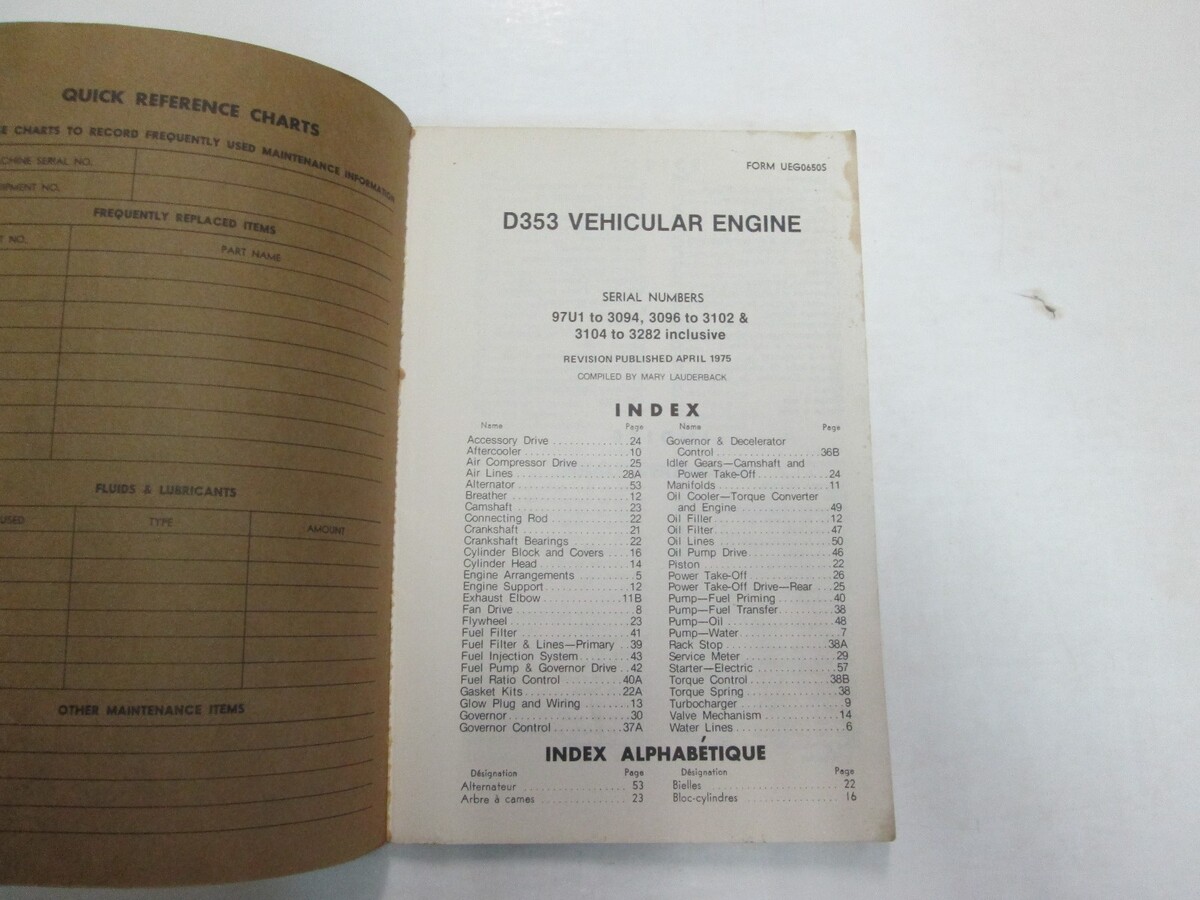 QUICK REFERENCE CHARTS
CHARTS TO RECORD FREQUENTLY USED MAINTENANCE INFORMATION
SERIAL NO.
NO.
FREQUENTLY REPLACED ITEMS
NO.
PART NAME
FLUIDS & LUBRICANTS
USED
TYPE
AMOUNT
OTHER MAINTENANCE ITEMS
FORM UEG0650S
D353 VEHICULAR ENGINE
SERIAL NUMBERS
97U1 to 3094, 3096 to 3102 &
3104 to 3282 inclusive
REVISION PUBLISHED APRIL 1975
COMPILED BY MARY LAUDERBACK
INDEX
Name Page
Accessory Drive 24
Aftercooler 10
Air Compressor Drive 25
Air Lines 28A
Alternator 53
Breather 12
Camshaft 23
Connecting Rod 22
Crankshaft 21
Crankshaft Bearings 22
Cylinder Block and Covers 16
Cylinder Head 14
Engine Arrangements 5
Engine Support 12
Exhaust Elbow 11B
Fan Drive 8
Flywheel 23
Fuel Filter 41
Fuel Filter & Lines—Primary 39
Fuel Injection System 43
Fuel Pump & Governor Drive 42
Fuel Ratio Control 40A
Gasket Kits 22A
Glow Plug and Wiring 13
Governor 30
Governor Control 37A
Name Page
Governor & Decelerator
Control 36B
Idler Gears—Camshaft and
Power Take-Off 24
Manifolds 11
Oil Cooler—Torque Converter
and Engine 49
Oil Filler 12
Oil Filter 47
Oil Lines 50
Oil Pump Drive 46
Piston 22
Power Take-Off 26
Power Take-Off Drive—Rear 25
Pump—Fuel Priming 40
Pump—Fuel Transfer 38
Pump—Oil 48
Pump—Water 7
Rack Stop 38A
Service Meter 29
Starter—Electric 57
Torque Control 38B
Torque Spring 38
Turbocharger 9
Valve Mechanism 14
Water Lines 6
INDEX ALPHABÉTIQUE
Désignation Page
Alternateur 53
Arbre à cames 23
Désignation Page
Bielles 22
Bloc-cylindres 16